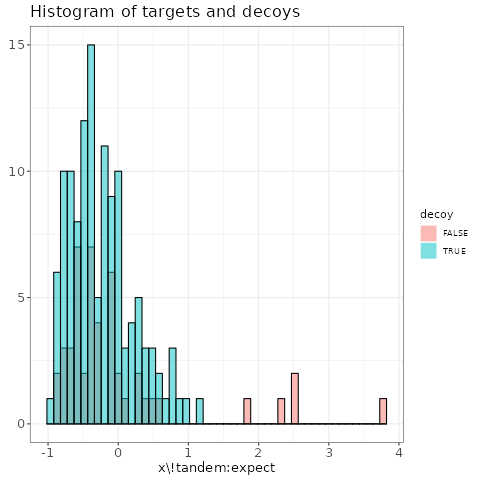 Histogram of targets and decoys
15
10
5
0
-1 0 1 2 3 4
x\!tandem:expect
decoy
FALSE
TRUE